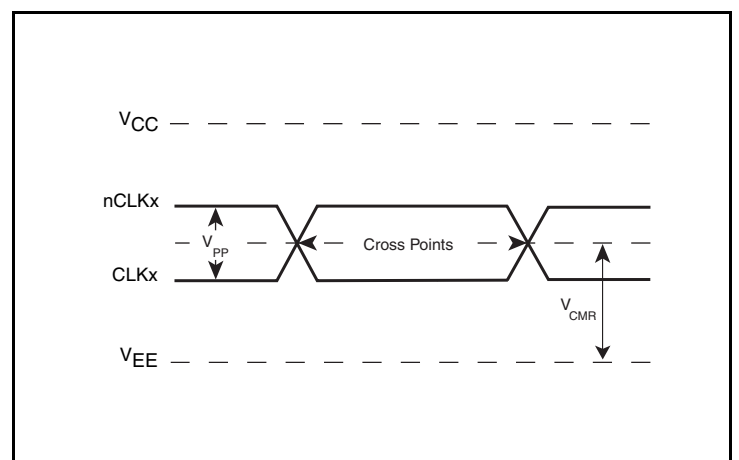 VCC
nCLKx
VPP
Cross Points
CLKx
VCMR
VEE